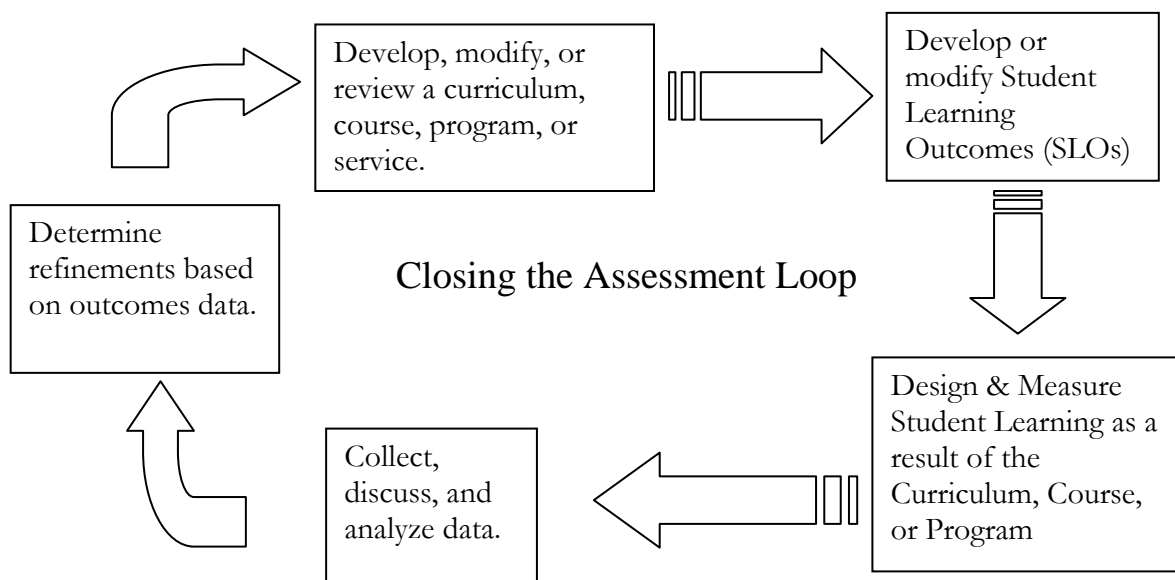 Develop, modify, or
review a curriculum,
course, program, or
service.
Develop or
modify Student
Learning
Outcomes (SLOs)
Determine
refinements based
on outcomes data.
Closing the Assessment Loop
Design & Measure
Student Learning as a
result of the
Curriculum, Course,
or Program
Collect,
discuss, and
analyze data.